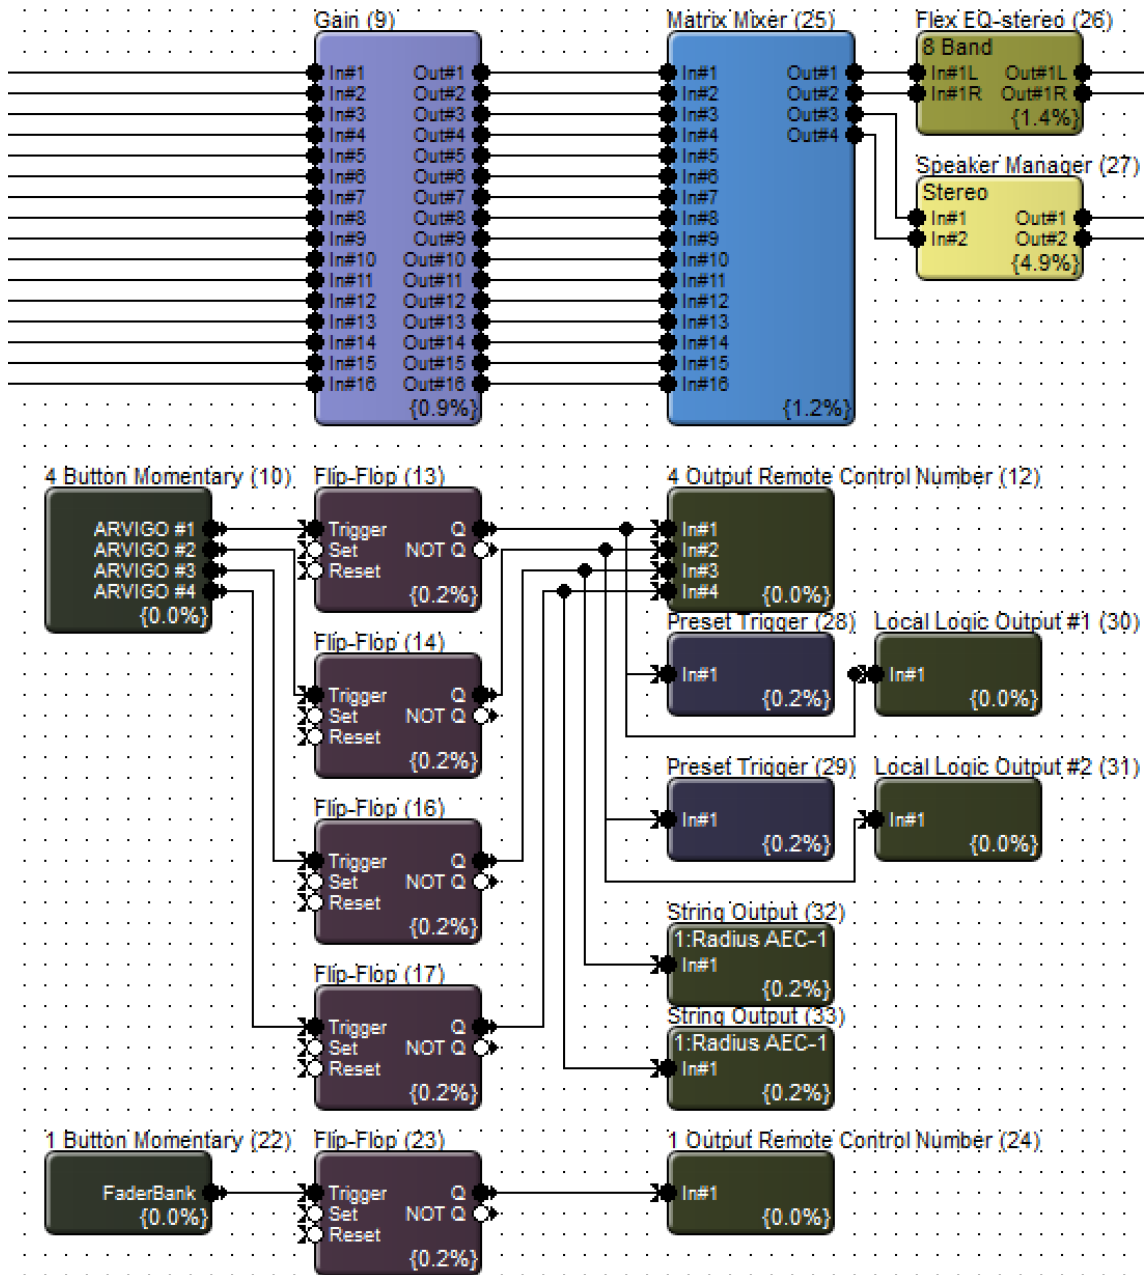 Gain (9)
In#1 Out#1
In#2 Out#2
In#3 Out#3
In#4 Out#4
In#5 Out#5
In#6 Out#6
In#7 Out#7
In#8 Out#8
In#9 Out#9
In#10 Out#10
In#11 Out#11
In#12 Out#12
In#13 Out#13
In#14 Out#14
In#15 Out#15
In#16 Out#16
{0.9%}
Matrix Mixer (25)
In#1 Out#1
In#2 Out#2
In#3 Out#3
In#4 Out#4
In#5
In#6
In#7
In#8
In#9
In#10
In#11
In#12
In#13
In#14
In#15
In#16
{1.2%}
Flex EQ-stereo (26)
8 Band
In#1L Out#1L
In#1R Out#1R
{1.4%}
Speaker Manager (27)
Stereo
In#1 Out#1
In#2 Out#2
{4.9%}
4 Button Momentary (10)
ARVIGO #1
ARVIGO #2
ARVIGO #3
ARVIGO #4
{0.0%}
Flip-Flop (13)
Trigger Q
Set NOT Q
Reset
{0.2%}
4 Output Remote Control Number (12)
In#1
In#2
In#3
In#4
{0.0%}
Flip-Flop (14)
Trigger Q
Set NOT Q
Reset
{0.2%}
Preset Trigger (28)
In#1
{0.2%}
Local Logic Output #1 (30)
In#1
{0.0%}
Preset Trigger (29)
In#1
{0.2%}
Local Logic Output #2 (31)
In#1
{0.0%}
Flip-Flop (16)
Trigger Q
Set NOT Q
Reset
{0.2%}
String Output (32)
1:Radius AEC-1
In#1
{0.2%}
Flip-Flop (17)
Trigger Q
Set NOT Q
Reset
{0.2%}
String Output (33)
1:Radius AEC-1
In#1
{0.2%}
1 Button Momentary (22)
FaderBank
{0.0%}
Flip-Flop (23)
Trigger Q
Set NOT Q
Reset
{0.2%}
1 Output Remote Control Number (24)
In#1
{0.0%}